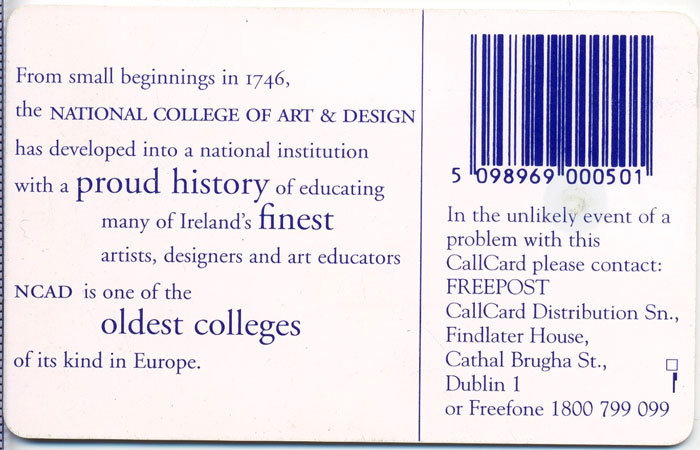 From small beginnings in 1746,
the NATIONAL COLLEGE OF ART & DESIGN
has developed into a national institution
with a proud history of educating
many of Ireland's finest
artists, designers and art educators
NCAD is one of the
oldest colleges
of its kind in Europe.
5 098969 000501
In the unlikely event of a
problem with this
CallCard please contact:
FREEPOST
CallCard Distribution Sn.,
Findlater House,
Cathal Brugha St.,
Dublin 1
or Freefone 1800 799 099